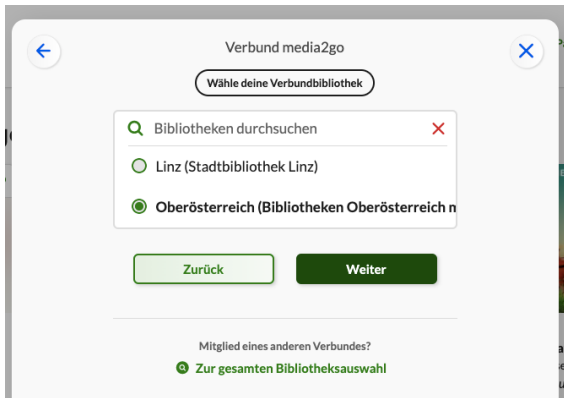 Verbund media2go
Wähle deine Verbundbibliothek
Bibliotheken durchsuchen
Linz (Stadtbibliothek Linz)
Oberösterreich (Bibliotheken Oberösterreich
Zurück
Weiter
Mitglied eines anderen Verbundes?
Zur gesamten Bibliotheksauswahl